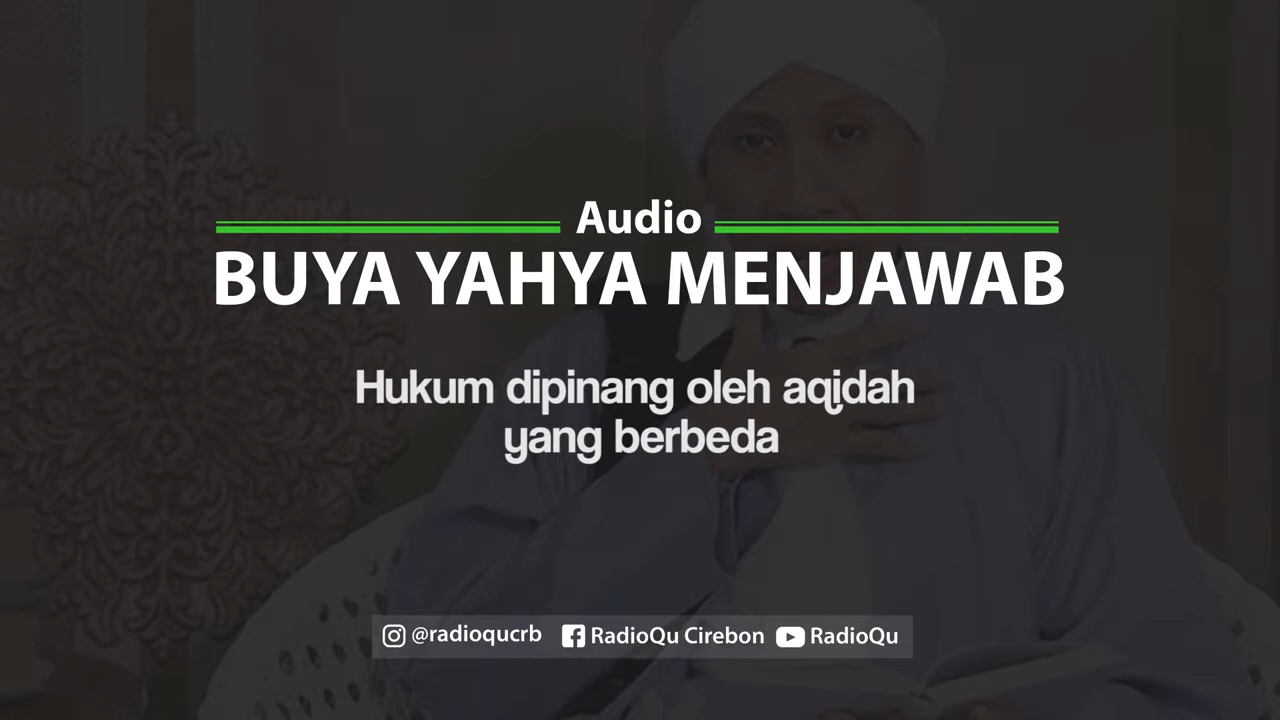 Audio
BUYA YAHYA MENJAWAB
Hukum dipinang oleh aqidah
yang berbeda
@radioqucrb RadioQu Cirebon RadioQu